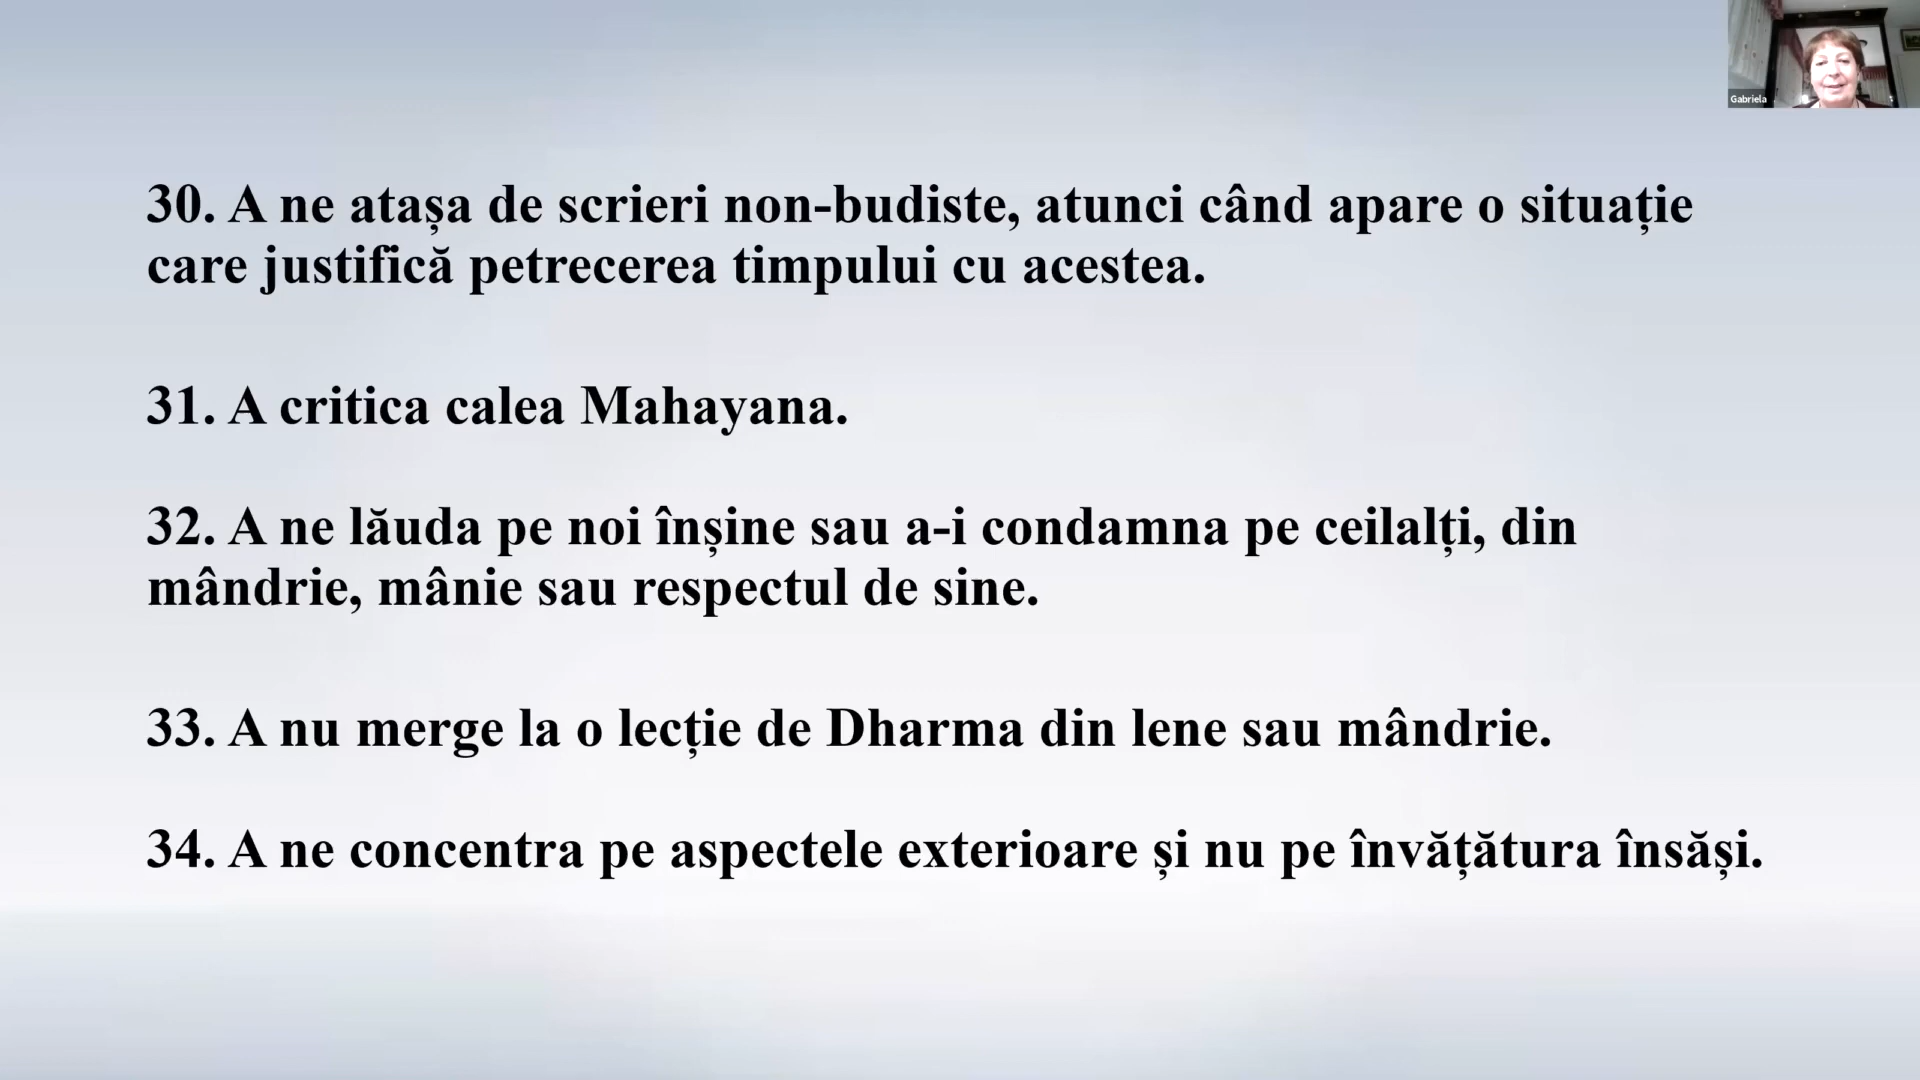 Gabriela
30. A ne atașa de scrieri non-budiste, atunci când apare o situație
care justifică petrecerea timpului cu acestea.
31. A critica calea Mahayana.
32. A ne lăuda pe noi înșine sau a-i condamna pe ceilalți, din
mândrie, mânie sau respectul de sine.
33. A nu merge la o lecție de Dharma din lene sau mândrie.
34. A ne concentra pe aspectele exterioare și nu pe învățătura însăși.